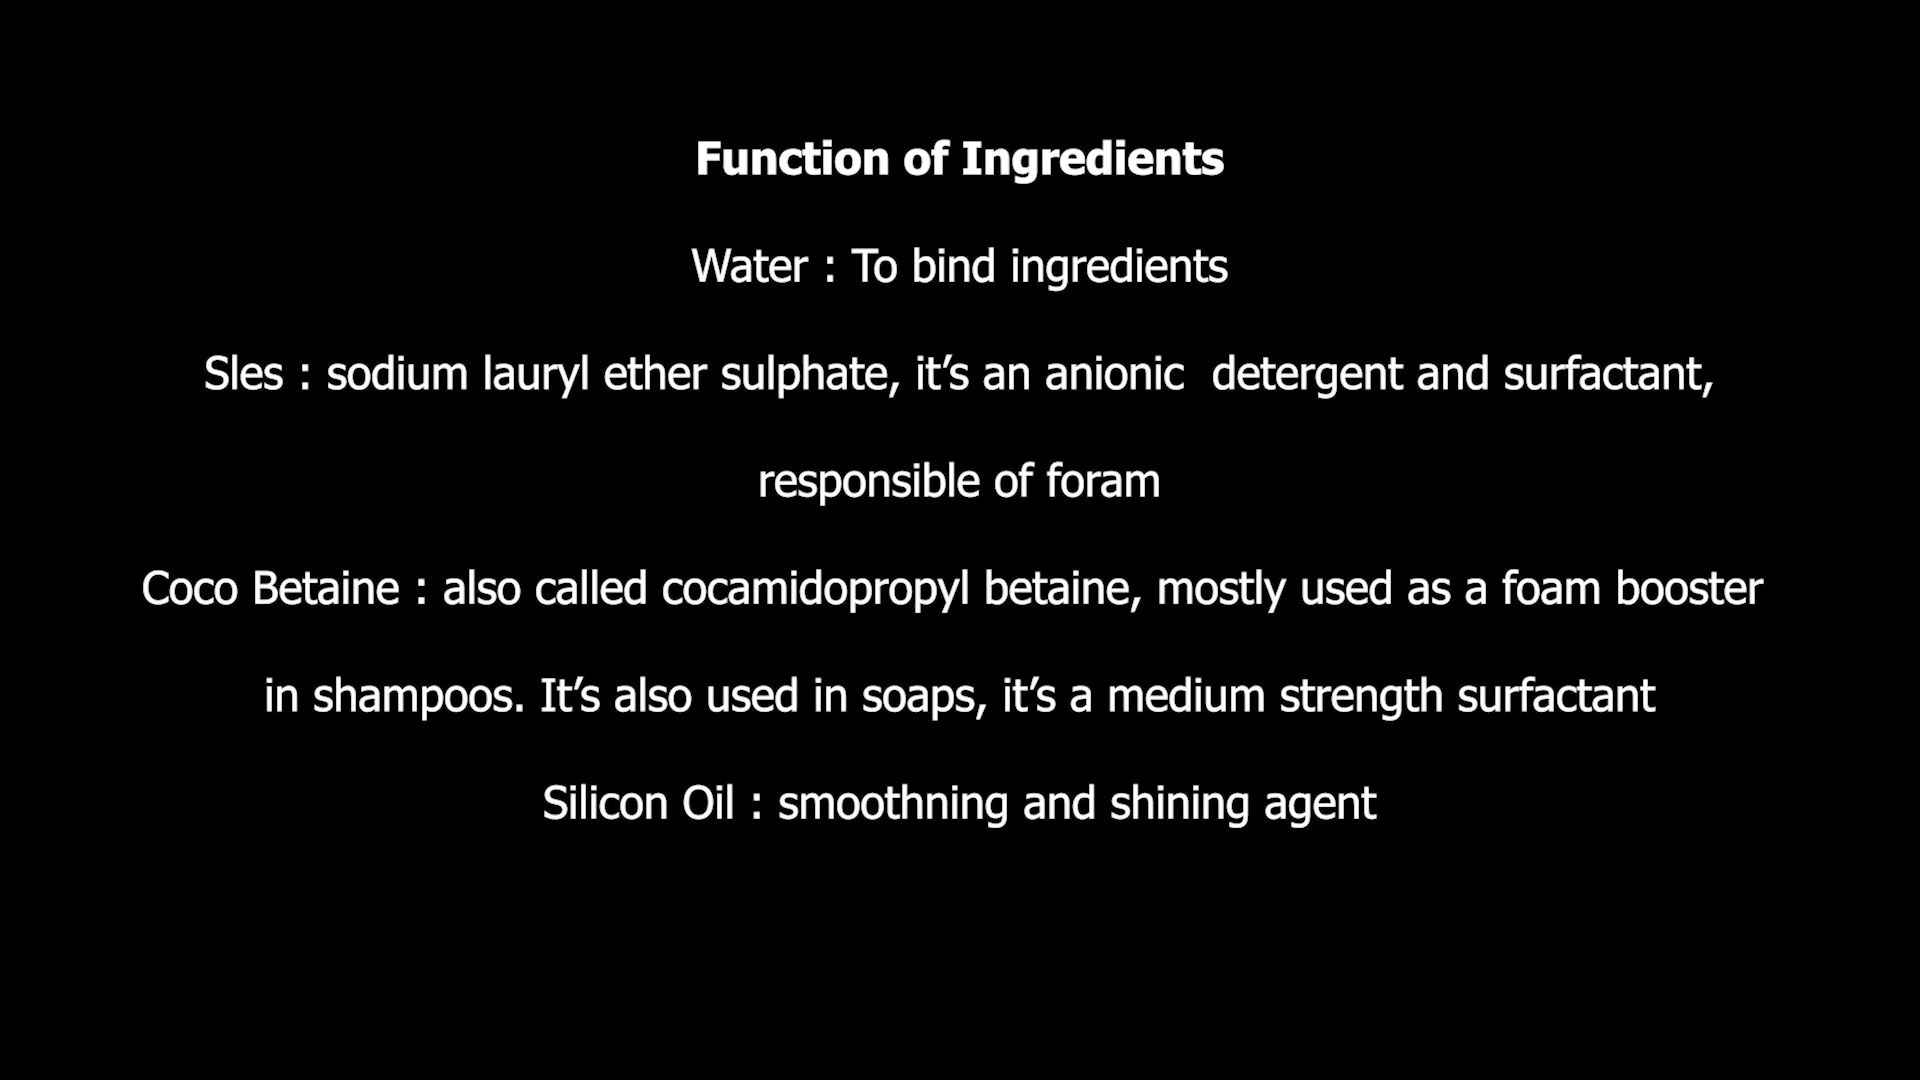 Function of Ingredients
Water : To bind ingredients
Sles : sodium lauryl ether sulphate, it’s an anionic  detergent and surfactant,
responsible of foram
Coco Betaine : also called cocamidopropyl betaine, mostly used as a foam booster
in shampoos. It’s also used in soaps, it’s a medium strength surfactant
Silicon Oil : smoothning and shining agent